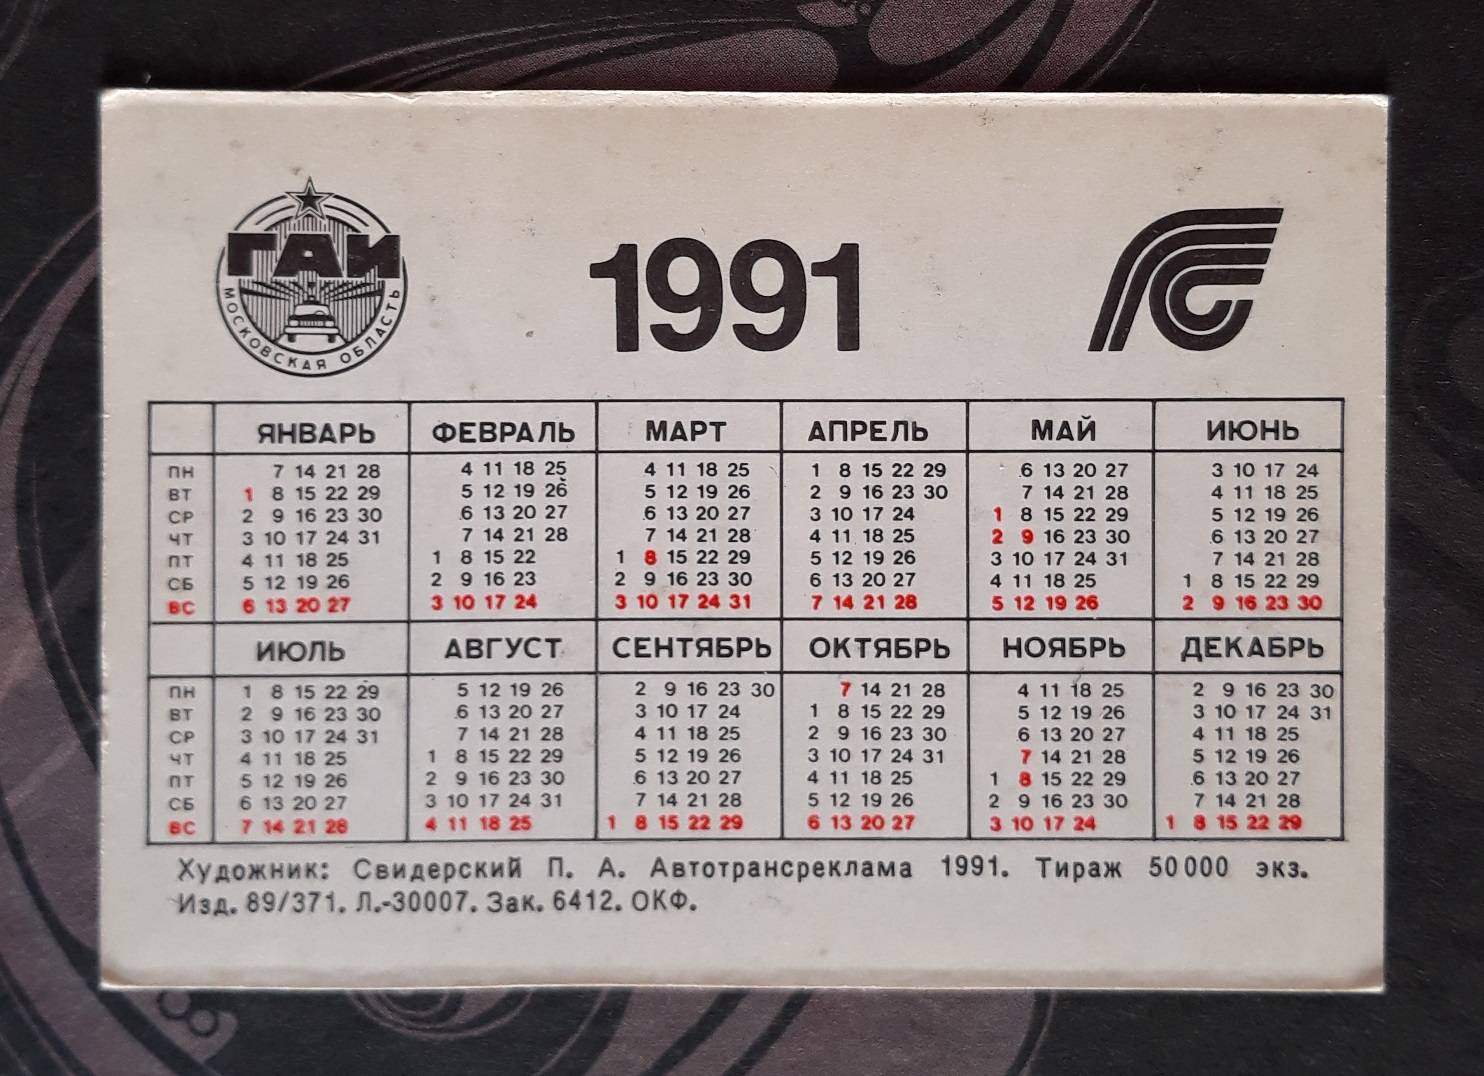 ГАИ
МОСКОВСКАЯ ОБЛАСТЬ
1991
ЯНВАРЬ ФЕВРАЛЬ МАРТ АПРЕЛЬ МАЙ ИЮНЬ
ПН 7 14 21 28 4 11 18 25 4 11 18 25 1 8 15 22 29 6 13 20 27 3 10 17 24
ВТ 1 8 15 22 29 5 12 19 26 5 12 19 26 2 9 16 23 30 7 14 21 28 4 11 18 25
СР 2 9 16 23 30 6 13 20 27 6 13 20 27 3 10 17 24 1 8 15 22 29 5 12 19 26
ЧТ 3 10 17 24 31 7 14 21 28 7 14 21 28 4 11 18 25 2 9 16 23 30 6 13 20 27
ПТ 4 11 18 25 1 8 15 22 1 8 15 22 29 5 12 19 26 3 10 17 24 31 7 14 21 28
СБ 5 12 19 26 2 9 16 23 2 9 16 23 30 6 13 20 27 4 11 18 25 1 8 15 22 29
ВС 6 13 20 27 3 10 17 24 3 10 17 24 31 7 14 21 28 5 12 19 26 2 9 16 23 30
ИЮЛЬ АВГУСТ СЕНТЯБРЬ ОКТЯБРЬ НОЯБРЬ ДЕКАБРЬ
ПН 1 8 15 22 29 5 12 19 26 2 9 16 23 30 7 14 21 28 4 11 18 25 2 9 16 23 30
ВТ 2 9 16 23 30 6 13 20 27 3 10 17 24 1 8 15 22 29 5 12 19 26 3 10 17 24 31
СР 3 10 17 24 31 7 14 21 28 4 11 18 25 2 9 16 23 30 6 13 20 27 4 11 18 25
ЧТ 4 11 18 25 1 8 15 22 29 5 12 19 26 3 10 17 24 31 7 14 21 28 5 12 19 26
ПТ 5 12 19 26 2 9 16 23 30 6 13 20 27 4 11 18 25 1 8 15 22 29 6 13 20 27
СБ 6 13 20 27 3 10 17 24 31 7 14 21 28 5 12 19 26 2 9 16 23 30 7 14 21 28
ВС 7 14 21 28 4 11 18 25 1 8 15 22 29 6 13 20 27 3 10 17 24 1 8 15 22 29
Художник: Свидерский П. А. Автотрансреклама 1991. Тираж 50 000 экз.
Изд. 89/371. Л.-30007. Зак. 6412. ОКФ.